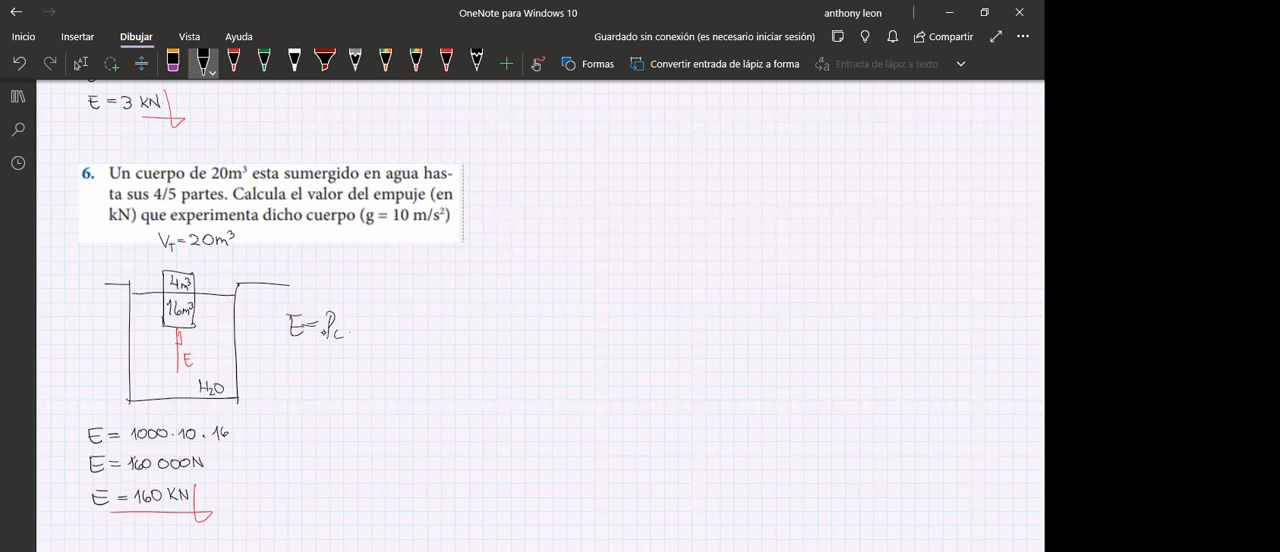 OneNote para Windows 10
anthony leon
Inicio
Insertar
Dibujar
Vista
Ayuda
Guardado sin conexión (es necesario iniciar sesión)
Compartir
Formas
Convertir entrada de lápiz a forma
Entrada de lápiz a texto
E = 3 KN
6. Un cuerpo de 20m³ esta sumergido en agua has-
ta sus 4/5 partes. Calcula el valor del empuje (en
kN) que experimenta dicho cuerpo (g = 10 m/s²)
V_T = 20m³
4m³
16m³
E = P_C
E
H₂O
E = 1000·10·16
E = 160 000N
E = 160 KN